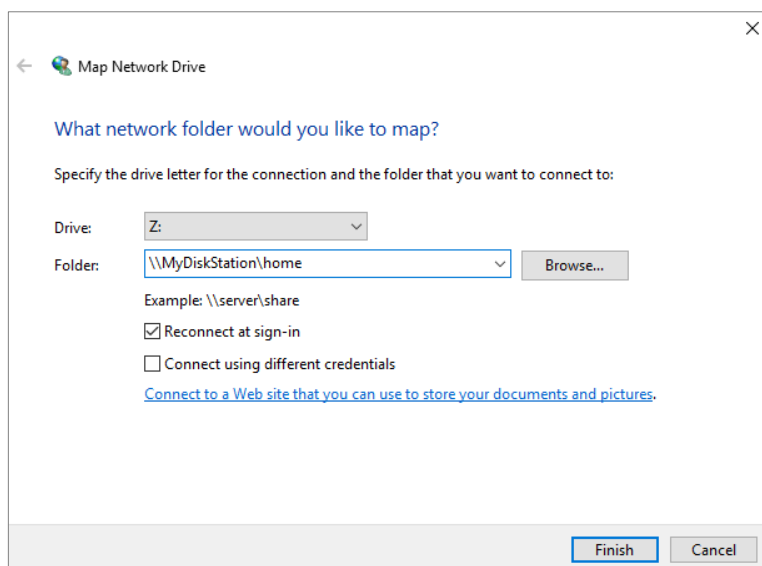 Map Network Drive
What network folder would you like to map?
Specify the drive letter for the connection and the folder that you want to connect to:
Drive: Z:
Folder: \\MyDiskStation\home Browse...
Example: \\server\share
Reconnect at sign-in
Connect using different credentials
Connect to a Web site that you can use to store your documents and pictures.
Finish Cancel